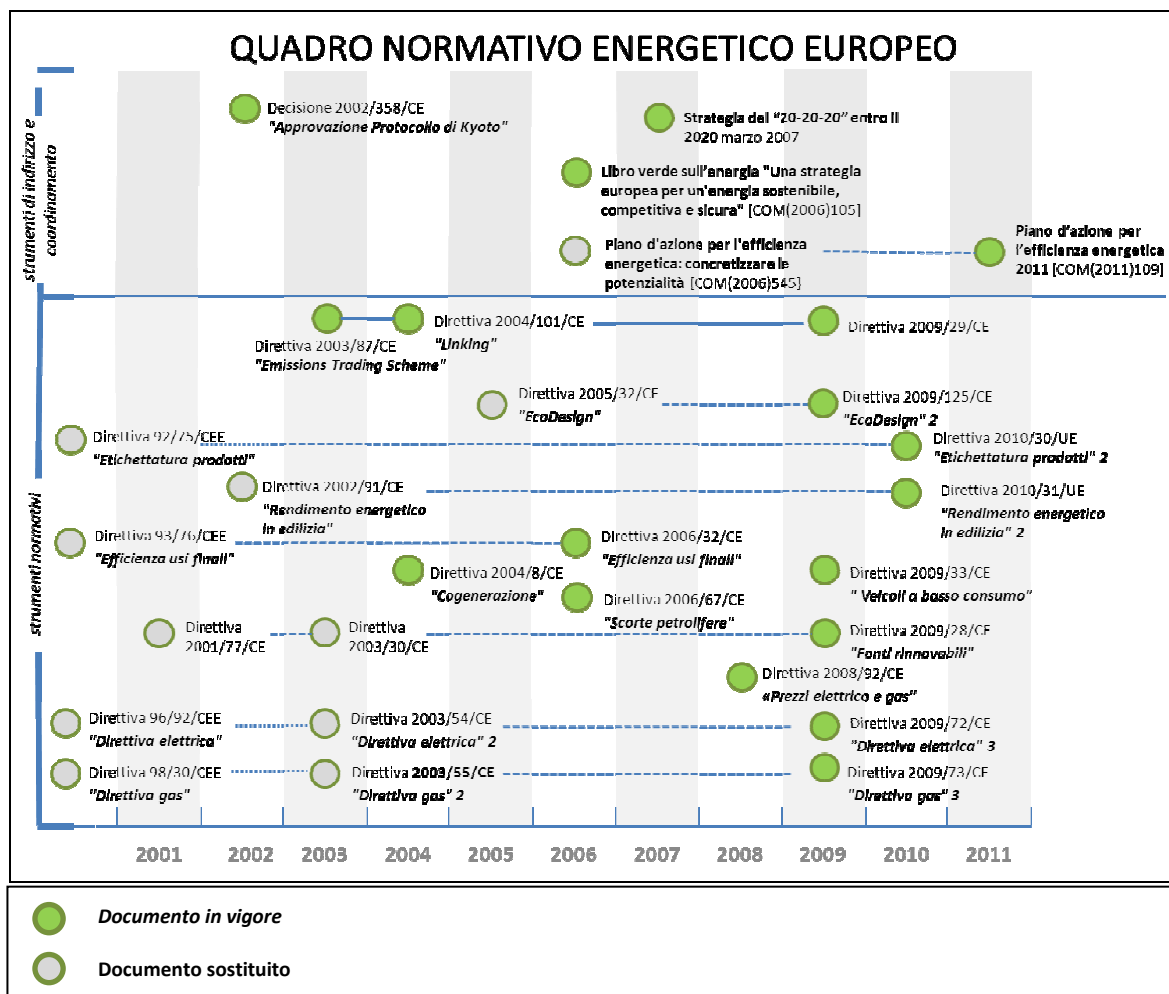 QUADRO NORMATIVO ENERGETICO EUROPEO
strumenti di indirizzo e
coordinamento
Decisione 2002/358/CE
"Approvazione Protocollo di Kyoto"
Strategia del "20-20-20" entro il
2020 marzo 2007
Libro verde sull'energia "Una strategia
europea per un'energia sostenibile,
competitiva e sicura" [COM(2006)105]
Piano d'azione per l'efficienza
energetica: concretizzare le
potenzialità [COM(2006)545]
Piano d'azione per
l'efficienza energetica
2011 [COM(2011)109]
strumenti normativi
Direttiva 2003/87/CE
"Emissions Trading Scheme"
Direttiva 2004/101/CE
"Linking"
Direttiva 2009/29/CE
Direttiva 2005/32/CE
"EcoDesign"
Direttiva 2009/125/CE
"EcoDesign" 2
Direttiva 92/75/CEE
"Etichettatura prodotti"
Direttiva 2010/30/UE
"Etichettatura prodotti" 2
Direttiva 2002/91/CE
"Rendimento energetico
in edilizia"
Direttiva 2010/31/UE
"Rendimento energetico
in edilizia" 2
Direttiva 93/76/CEE
"Efficienza usi finali"
Direttiva 2006/32/CE
"Efficienza usi finali"
Direttiva 2004/8/CE
"Cogenerazione"
Direttiva 2009/33/CE
" Veicoli a basso consumo"
Direttiva 2006/67/CE
"Scorte petrolifere"
Direttiva
2001/77/CE
Direttiva
2003/30/CE
Direttiva 2009/28/CE
"Fonti rinnovabili"
Direttiva 2008/92/CE
«Prezzi elettrico e gas"
Direttiva 96/92/CEE
"Direttiva elettrica"
Direttiva 2003/54/CE
"Direttiva elettrica" 2
Direttiva 2009/72/CE
"Direttiva elettrica" 3
Direttiva 98/30/CEE
"Direttiva gas"
Direttiva 2003/55/CE
"Direttiva gas" 2
Direttiva 2009/73/CE
"Direttiva gas" 3
2001 2002 2003 2004 2005 2006 2007 2008 2009 2010 2011
Documento in vigore
Documento sostituito